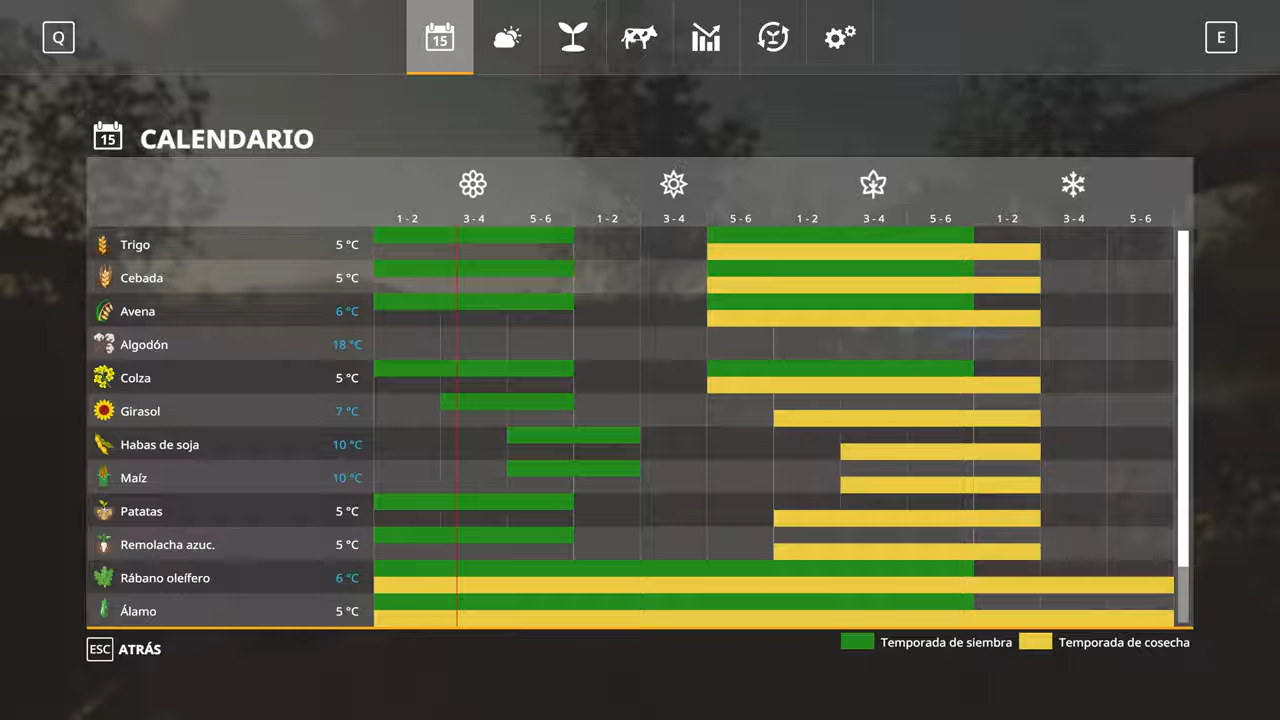 Q
15
E
15 CALENDARIO
1 - 2 3 - 4 5 - 6 1 - 2 3 - 4 5 - 6 1 - 2 3 - 4 5 - 6 1 - 2 3 - 4 5 - 6
Trigo 5 °C
Cebada 5 °C
Avena 6 °C
Algodón 18 °C
Colza 5 °C
Girasol 7 °C
Habas de soja 10 °C
Maíz 10 °C
Patatas 5 °C
Remolacha azuc. 5 °C
Rábano oleífero 6 °C
Álamo 5 °C
ESC ATRÁS
Temporada de siembra Temporada de cosecha